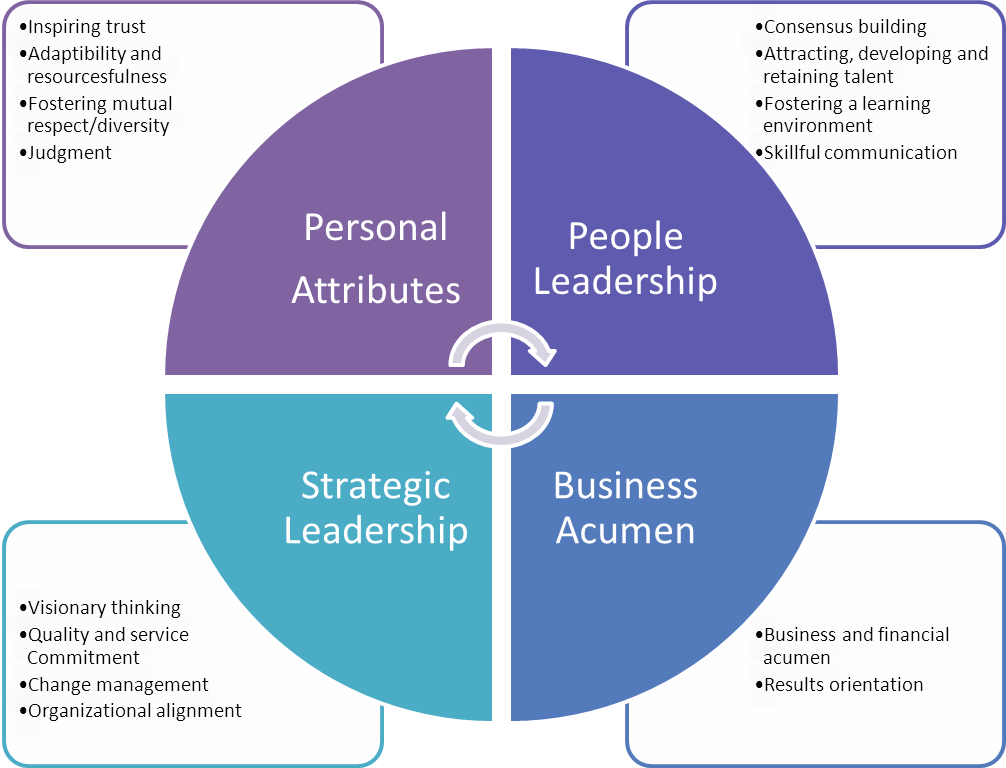 •Inspiring trust
•Adaptibility and
resourcesfulness
•Fostering mutual
respect/diversity
•Judgment
•Consensus building
•Attracting, developing and
retaining talent
•Fostering a learning
environment
•Skillful communication
Personal
Attributes
People
Leadership
Strategic
Leadership
Business
Acumen
•Visionary thinking
•Quality and service
Commitment
•Change management
•Organizational alignment
•Business and financial
acumen
•Results orientation